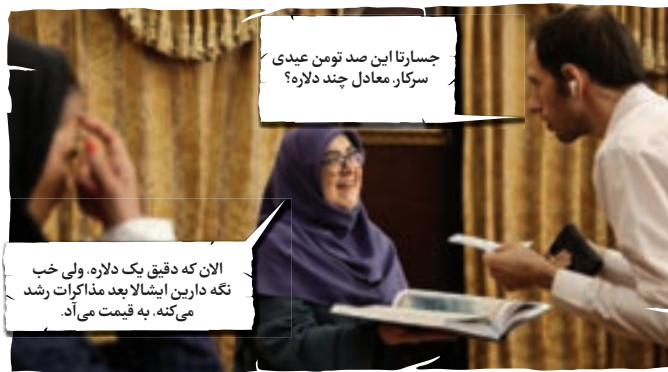 جسارتا این صد تومن عیدی
سرکار، معادل چند دلاره؟
الان که دقیق یک دلاره، ولی خب
نگه دارین ایشالا بعد مذاکرات رشد
می‌کنه، به قیمت می‌آد.